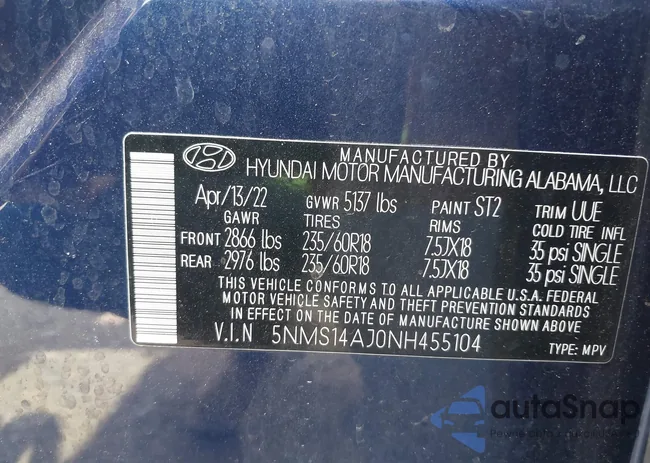 MANUFACTURED BY
HYUNDAI MOTOR MANUFACTURING ALABAMA, LLC
Apr/13/22 GVWR 5137 lbs PAINT ST2 TRIM UUE
GAWR TIRES RIMS COLD TIRE INFL
FRONT 2866 lbs 235/60R18 7.5JX18 35 psi SINGLE
REAR 2976 lbs 235/60R18 7.5JX18 35 psi SINGLE
THIS VEHICLE CONFORMS TO ALL APPLICABLE U.S.A. FEDERAL
MOTOR VEHICLE SAFETY AND THEFT PREVENTION STANDARDS
IN EFFECT ON THE DATE OF MANUFACTURE SHOWN ABOVE
V.I.N 5NMS14AJ0NH455104 TYPE: MPV
autaSnap